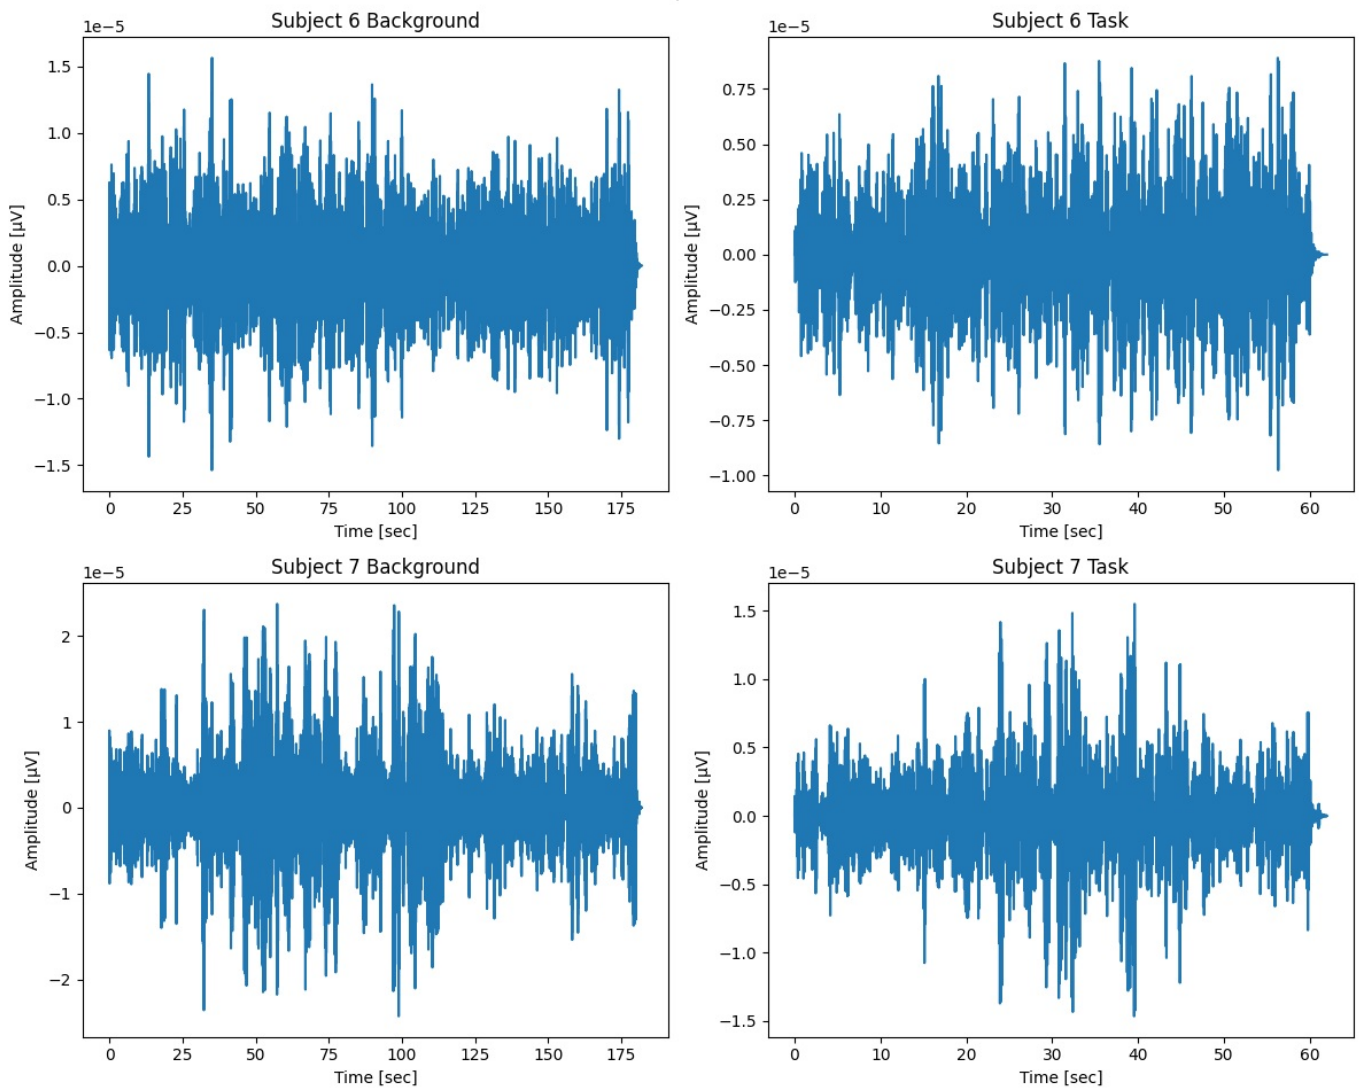 Subject 6 Background
1e−5
1.5
1.0
0.5
0.0
−0.5
−1.0
−1.5
Amplitude [µV]
0 25 50 75 100 125 150 175
Time [sec]
Subject 6 Task
1e−5
0.75
0.50
0.25
0.00
−0.25
−0.50
−0.75
−1.00
Amplitude [µV]
0 10 20 30 40 50 60
Time [sec]
Subject 7 Background
1e−5
2
1
0
−1
−2
Amplitude [µV]
0 25 50 75 100 125 150 175
Time [sec]
Subject 7 Task
1e−5
1.5
1.0
0.5
0.0
−0.5
−1.0
−1.5
Amplitude [µV]
0 10 20 30 40 50 60
Time [sec]